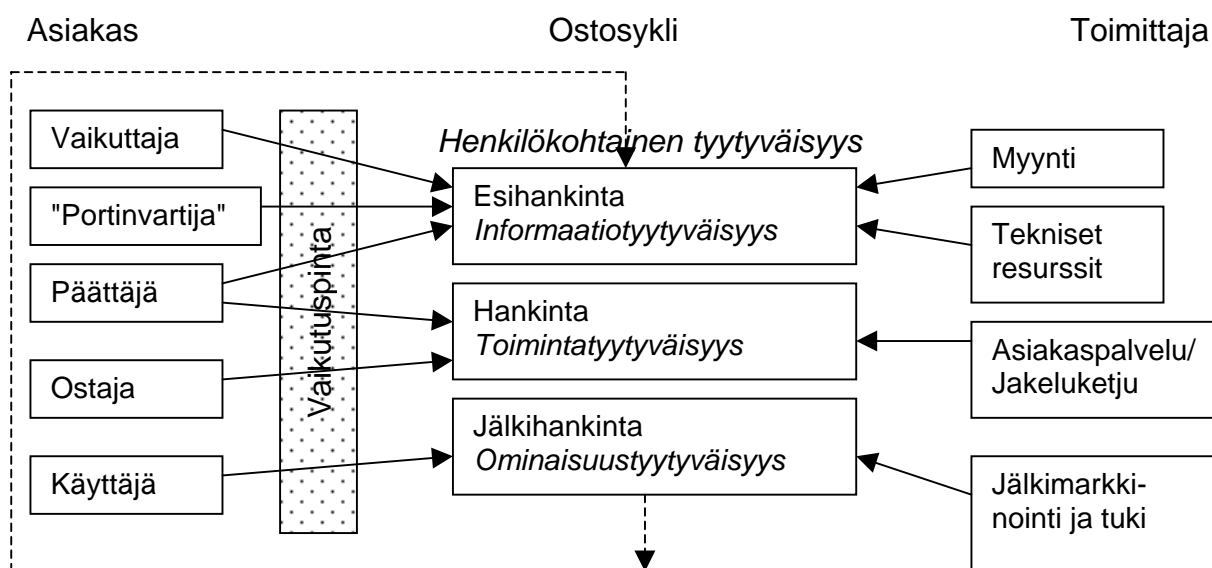 Asiakas
Ostosykli
Toimittaja
Vaikuttaja
"Portinvartija"
Päättäjä
Ostaja
Käyttäjä
Vaikutuspinta
Henkilökohtainen tyytyväisyys
Esihankinta
Informaatiotyytyväisyys
Hankinta
Toimintatyytyväisyys
Jälkihankinta
Ominaisuustyytyväisyys
Myynti
Tekniset
resurssit
Asiakaspalvelu/
Jakeluketju
Jälkimarkki-
nointi ja tuki